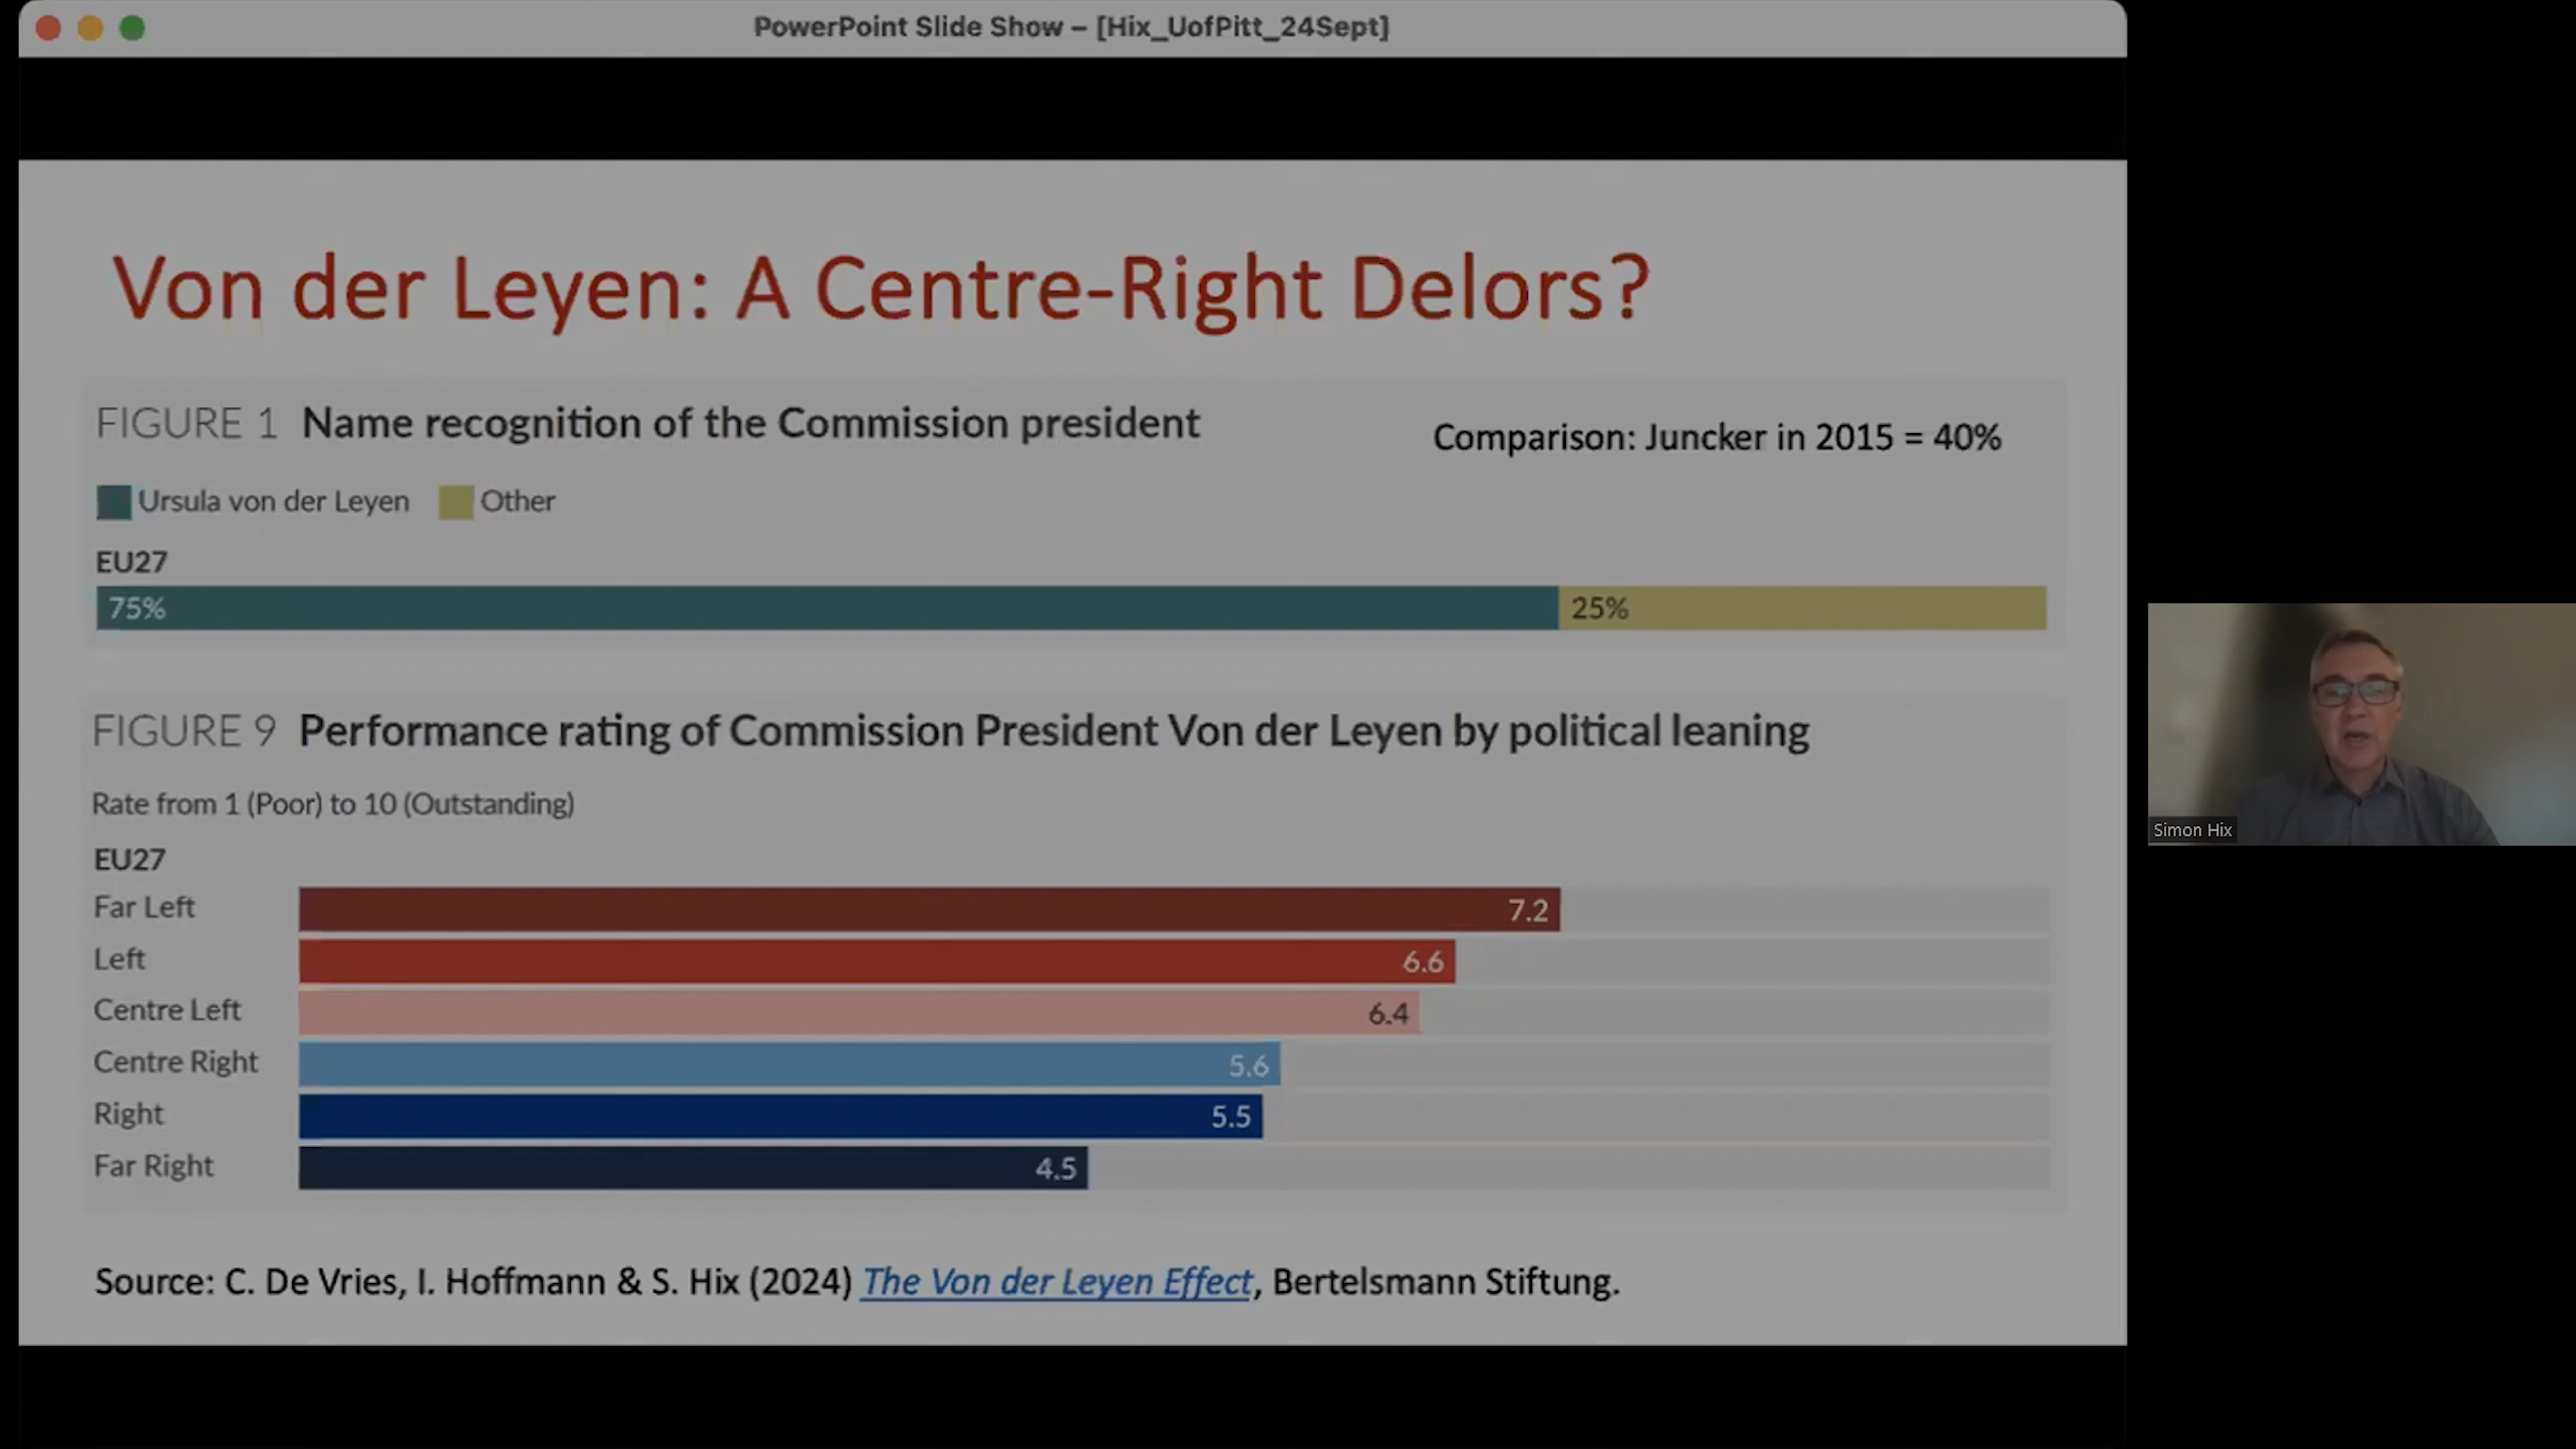 PowerPoint Slide Show – [Hix_UofPitt_24Sept]
Von der Leyen: A Centre-Right Delors?
FIGURE 1 Name recognition of the Commission president
Comparison: Juncker in 2015 = 40%
Ursula von der Leyen Other
EU27
75% 25%
FIGURE 9 Performance rating of Commission President Von der Leyen by political leaning
Rate from 1 (Poor) to 10 (Outstanding)
EU27
Far Left 7.2
Left 6.6
Centre Left 6.4
Centre Right 5.6
Right 5.5
Far Right 4.5
Source: C. De Vries, I. Hoffmann & S. Hix (2024) The Von der Leyen Effect, Bertelsmann Stiftung.
Simon Hix